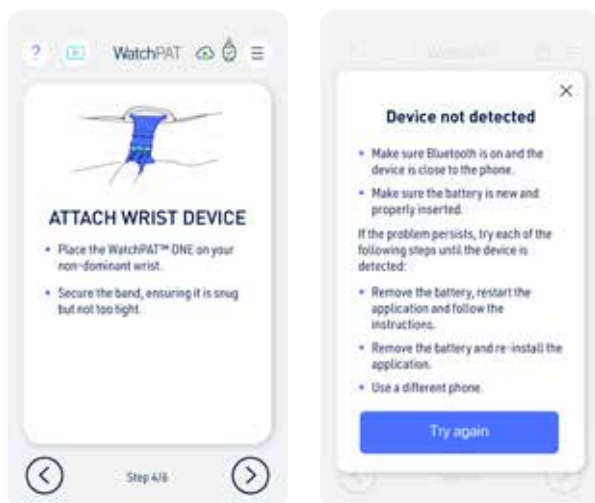 ?
WatchPAT
ATTACH WRIST DEVICE
• Place the WatchPAT™ ONE on your
non-dominant wrist.
• Secure the band, ensuring it is snug
but not too tight.
Step 4/6
Device not detected
• Make sure Bluetooth is on and the
device is close to the phone.
• Make sure the battery is new and
properly inserted.
If the problem persists, try each of the
following steps until the device is
detected:
• Remove the battery, restart the
application and follow the
instructions.
• Remove the battery and re-install the
application.
• Use a different phone.
Try again